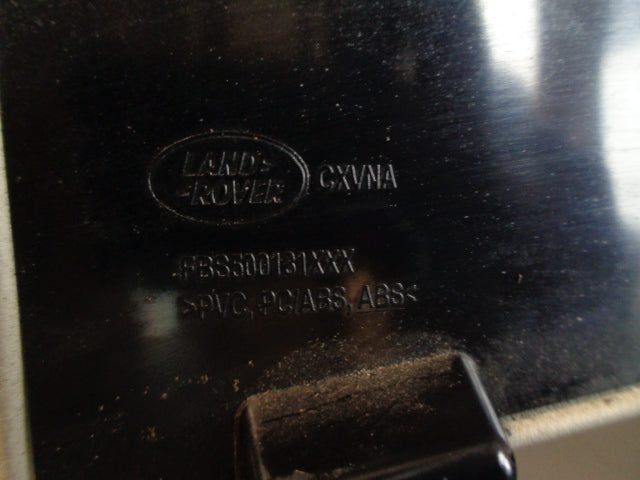 LAND-
-ROVER
CXVNA
FBS500131XXX
>PVC, PC/ABS, ABS<